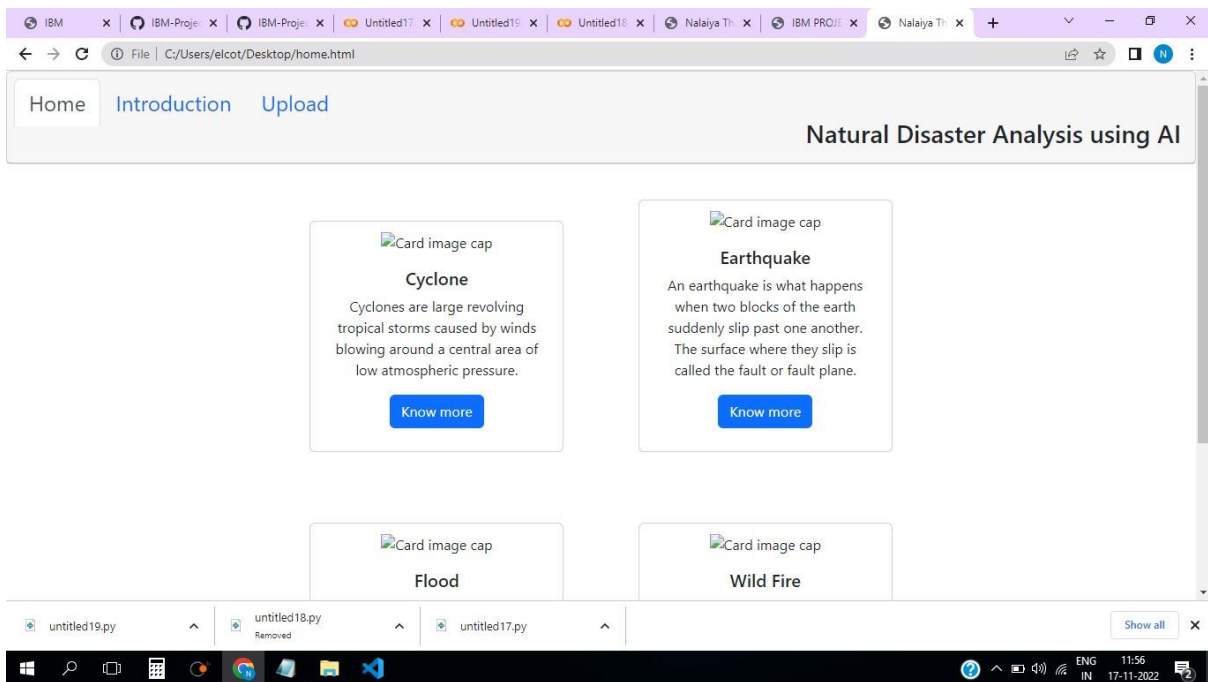 IBM
IBM-Projec
IBM-Projec
Untitled17.
Untitled19.
Untitled18
Nalaiya Th
IBM PROJE
Nalaiya Th
File | C:/Users/elcot/Desktop/home.html
N
Home Introduction Upload
Natural Disaster Analysis using AI
Card image cap
Cyclone
Cyclones are large revolving
tropical storms caused by winds
blowing around a central area of
low atmospheric pressure.
Know more
Card image cap
Earthquake
An earthquake is what happens
when two blocks of the earth
suddenly slip past one another.
The surface where they slip is
called the fault or fault plane.
Know more
Card image cap
Flood
Card image cap
Wild Fire
untitled19.py
untitled18.py
Removed
untitled17.py
Show all
ENG
IN
11:56
17-11-2022
2